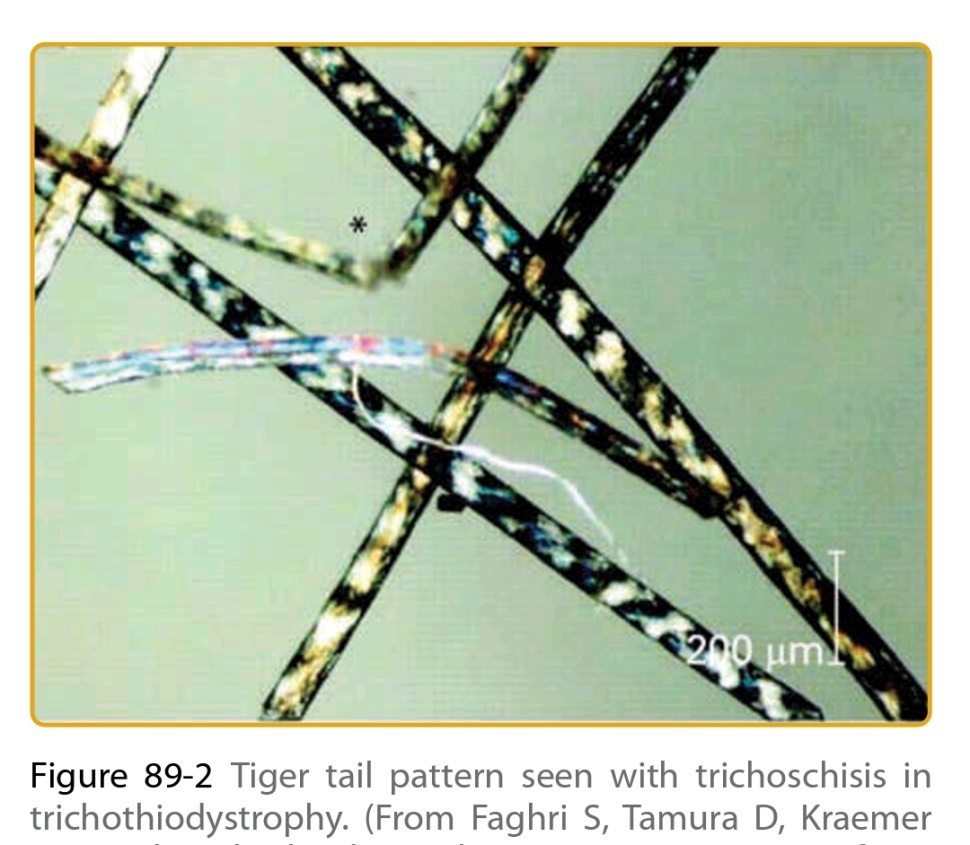 *
200 μm
Figure 89-2 Tiger tail pattern seen with trichoschisis in
trichothiodystrophy. (From Faghri S, Tamura D, Kraemer